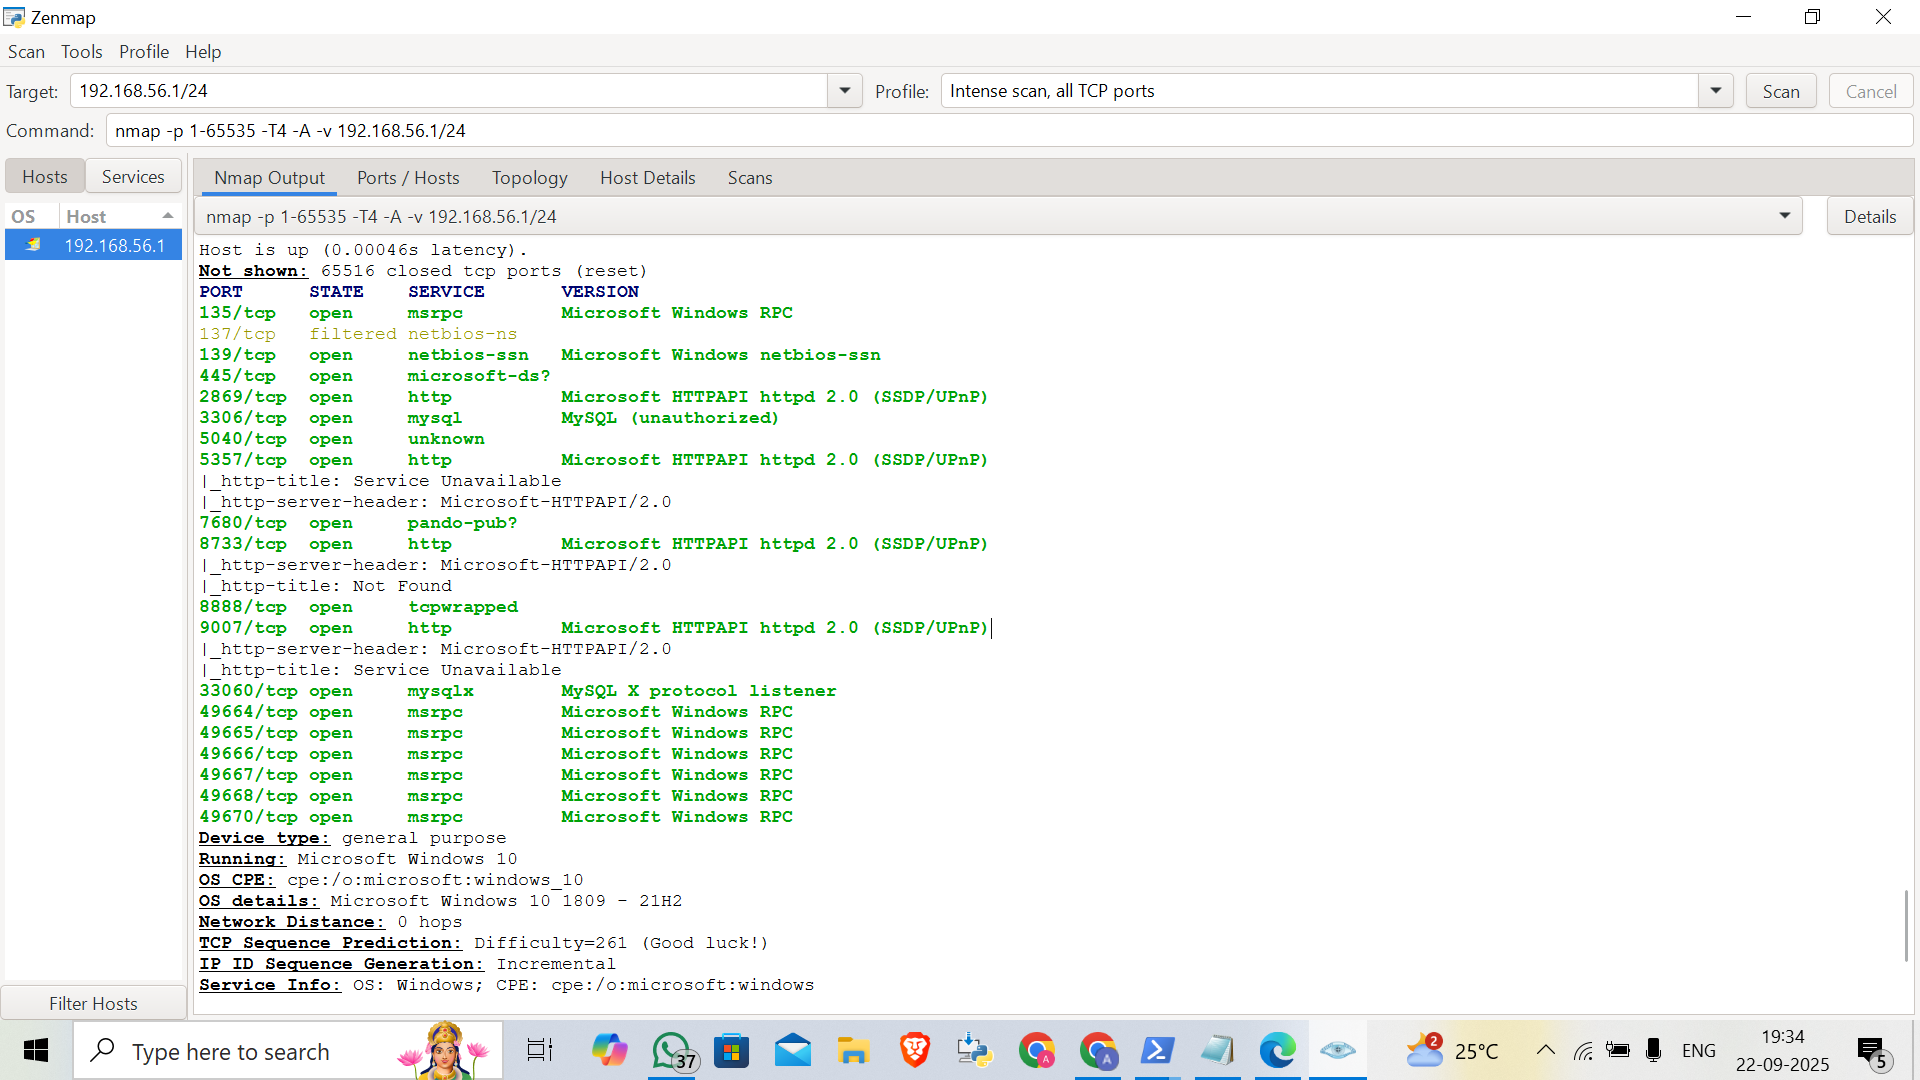 Zenmap
Scan Tools Profile Help
Target: 192.168.56.1/24 Profile: Intense scan, all TCP ports Scan Cancel
Command: nmap -p 1-65535 -T4 -A -v 192.168.56.1/24
Hosts Services Nmap Output Ports / Hosts Topology Host Details Scans
OS Host
192.168.56.1
nmap -p 1-65535 -T4 -A -v 192.168.56.1/24 Details
Host is up (0.00046s latency).
Not shown: 65516 closed tcp ports (reset)
PORT STATE SERVICE VERSION
135/tcp open msrpc Microsoft Windows RPC
137/tcp filtered netbios-ns
139/tcp open netbios-ssn Microsoft Windows netbios-ssn
445/tcp open microsoft-ds?
2869/tcp open http Microsoft HTTPAPI httpd 2.0 (SSDP/UPnP)
3306/tcp open mysql MySQL (unauthorized)
5040/tcp open unknown
5357/tcp open http Microsoft HTTPAPI httpd 2.0 (SSDP/UPnP)
|_http-title: Service Unavailable
|_http-server-header: Microsoft-HTTPAPI/2.0
7680/tcp open pando-pub?
8733/tcp open http Microsoft HTTPAPI httpd 2.0 (SSDP/UPnP)
|_http-server-header: Microsoft-HTTPAPI/2.0
|_http-title: Not Found
8888/tcp open tcpwrapped
9007/tcp open http Microsoft HTTPAPI httpd 2.0 (SSDP/UPnP)
|_http-server-header: Microsoft-HTTPAPI/2.0
|_http-title: Service Unavailable
33060/tcp open mysqlx MySQL X protocol listener
49664/tcp open msrpc Microsoft Windows RPC
49665/tcp open msrpc Microsoft Windows RPC
49666/tcp open msrpc Microsoft Windows RPC
49667/tcp open msrpc Microsoft Windows RPC
49668/tcp open msrpc Microsoft Windows RPC
49670/tcp open msrpc Microsoft Windows RPC
Device type: general purpose
Running: Microsoft Windows 10
OS CPE: cpe:/o:microsoft:windows_10
OS details: Microsoft Windows 10 1809 - 21H2
Network Distance: 0 hops
TCP Sequence Prediction: Difficulty=261 (Good luck!)
IP ID Sequence Generation: Incremental
Service Info: OS: Windows; CPE: cpe:/o:microsoft:windows
Filter Hosts
Type here to search
37
A
A
2
25°C
ENG
19:34
22-09-2025
5